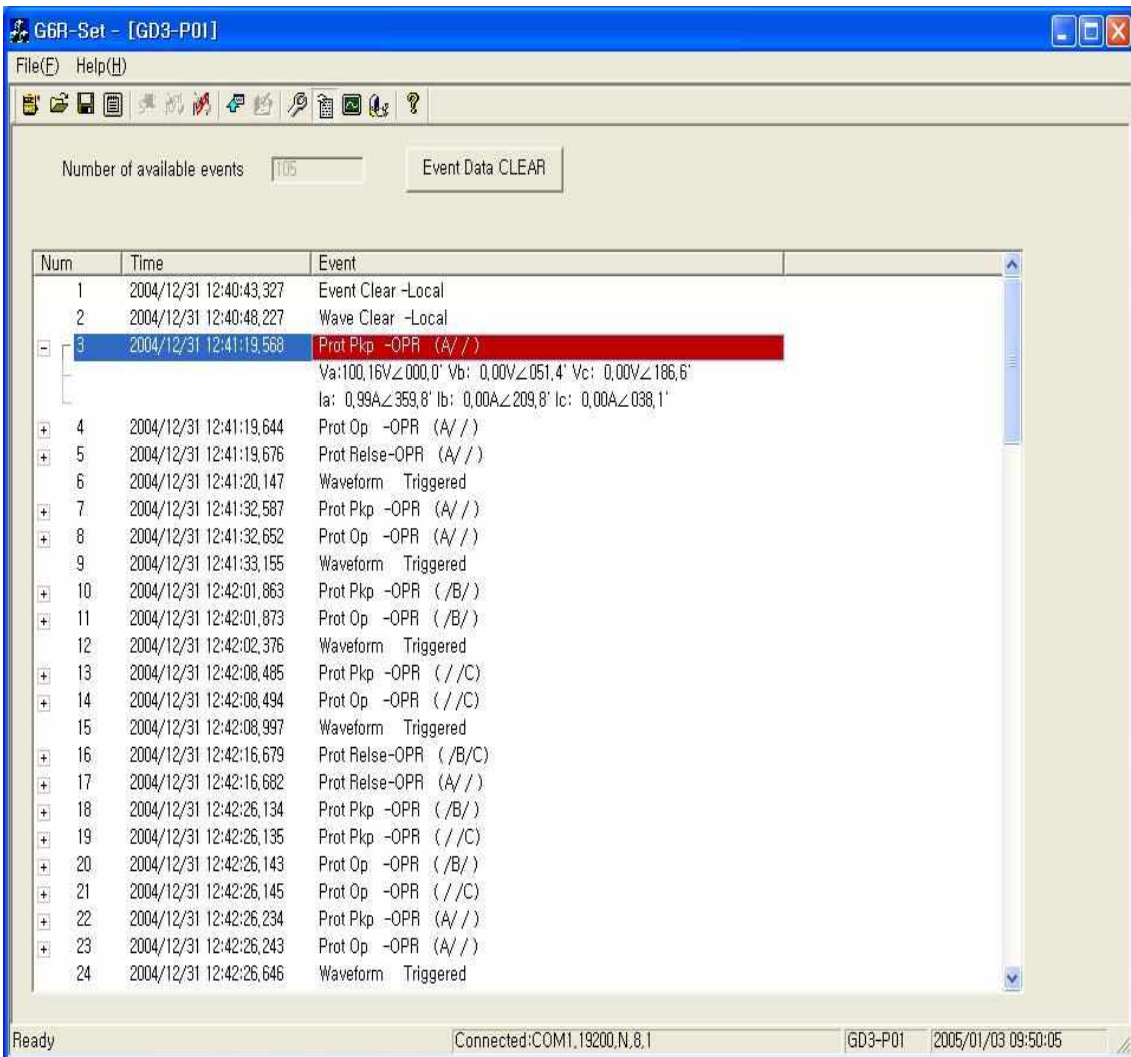 G6R-Set - [GD3-P01]
File(F) Help(H)
Number of available events 105 Event Data CLEAR
Num Time Event
1 2004/12/31 12:40:43,327 Event Clear -Local
2 2004/12/31 12:40:48,227 Wave Clear -Local
3 2004/12/31 12:41:19,568 Prot Pkp -OPR (A/ / )
Va:100,16V∠000,0' Vb: 0,00V∠051,4' Vc: 0,00V∠186,6'
Ia: 0,99A∠359,8' Ib: 0,00A∠209,8' Ic: 0,00A∠038,1'
4 2004/12/31 12:41:19,644 Prot Op -OPR (A/ / )
5 2004/12/31 12:41:19,676 Prot Relse-OPR (A/ / )
6 2004/12/31 12:41:20,147 Waveform Triggered
7 2004/12/31 12:41:32,587 Prot Pkp -OPR (A/ / )
8 2004/12/31 12:41:32,652 Prot Op -OPR (A/ / )
9 2004/12/31 12:41:33,155 Waveform Triggered
10 2004/12/31 12:42:01,863 Prot Pkp -OPR ( /B/ )
11 2004/12/31 12:42:01,873 Prot Op -OPR ( /B/ )
12 2004/12/31 12:42:02,376 Waveform Triggered
13 2004/12/31 12:42:08,485 Prot Pkp -OPR ( / /C)
14 2004/12/31 12:42:08,494 Prot Op -OPR ( / /C)
15 2004/12/31 12:42:08,997 Waveform Triggered
16 2004/12/31 12:42:16,679 Prot Relse-OPR ( /B/C)
17 2004/12/31 12:42:16,682 Prot Relse-OPR (A/ / )
18 2004/12/31 12:42:26,134 Prot Pkp -OPR ( /B/ )
19 2004/12/31 12:42:26,135 Prot Pkp -OPR ( / /C)
20 2004/12/31 12:42:26,143 Prot Op -OPR ( /B/ )
21 2004/12/31 12:42:26,145 Prot Op -OPR ( / /C)
22 2004/12/31 12:42:26,234 Prot Pkp -OPR (A/ / )
23 2004/12/31 12:42:26,243 Prot Op -OPR (A/ / )
24 2004/12/31 12:42:26,646 Waveform Triggered
Ready Connected:COM1,19200,N,8,1 GD3-P01 2005/01/03 09:50:05